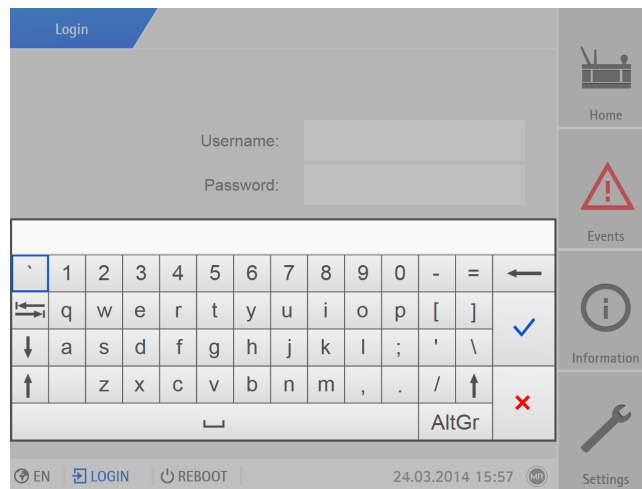 Login
Home
Username:
Password:
Events
` 1 2 3 4 5 6 7 8 9 0 - =
q w e r t y u i o p [ ]
a s d f g h j k l ; ' \
Information
z x c v b n m , . /
AltGr
EN LOGIN REBOOT 24.03.2014 15:57 MR
Settings